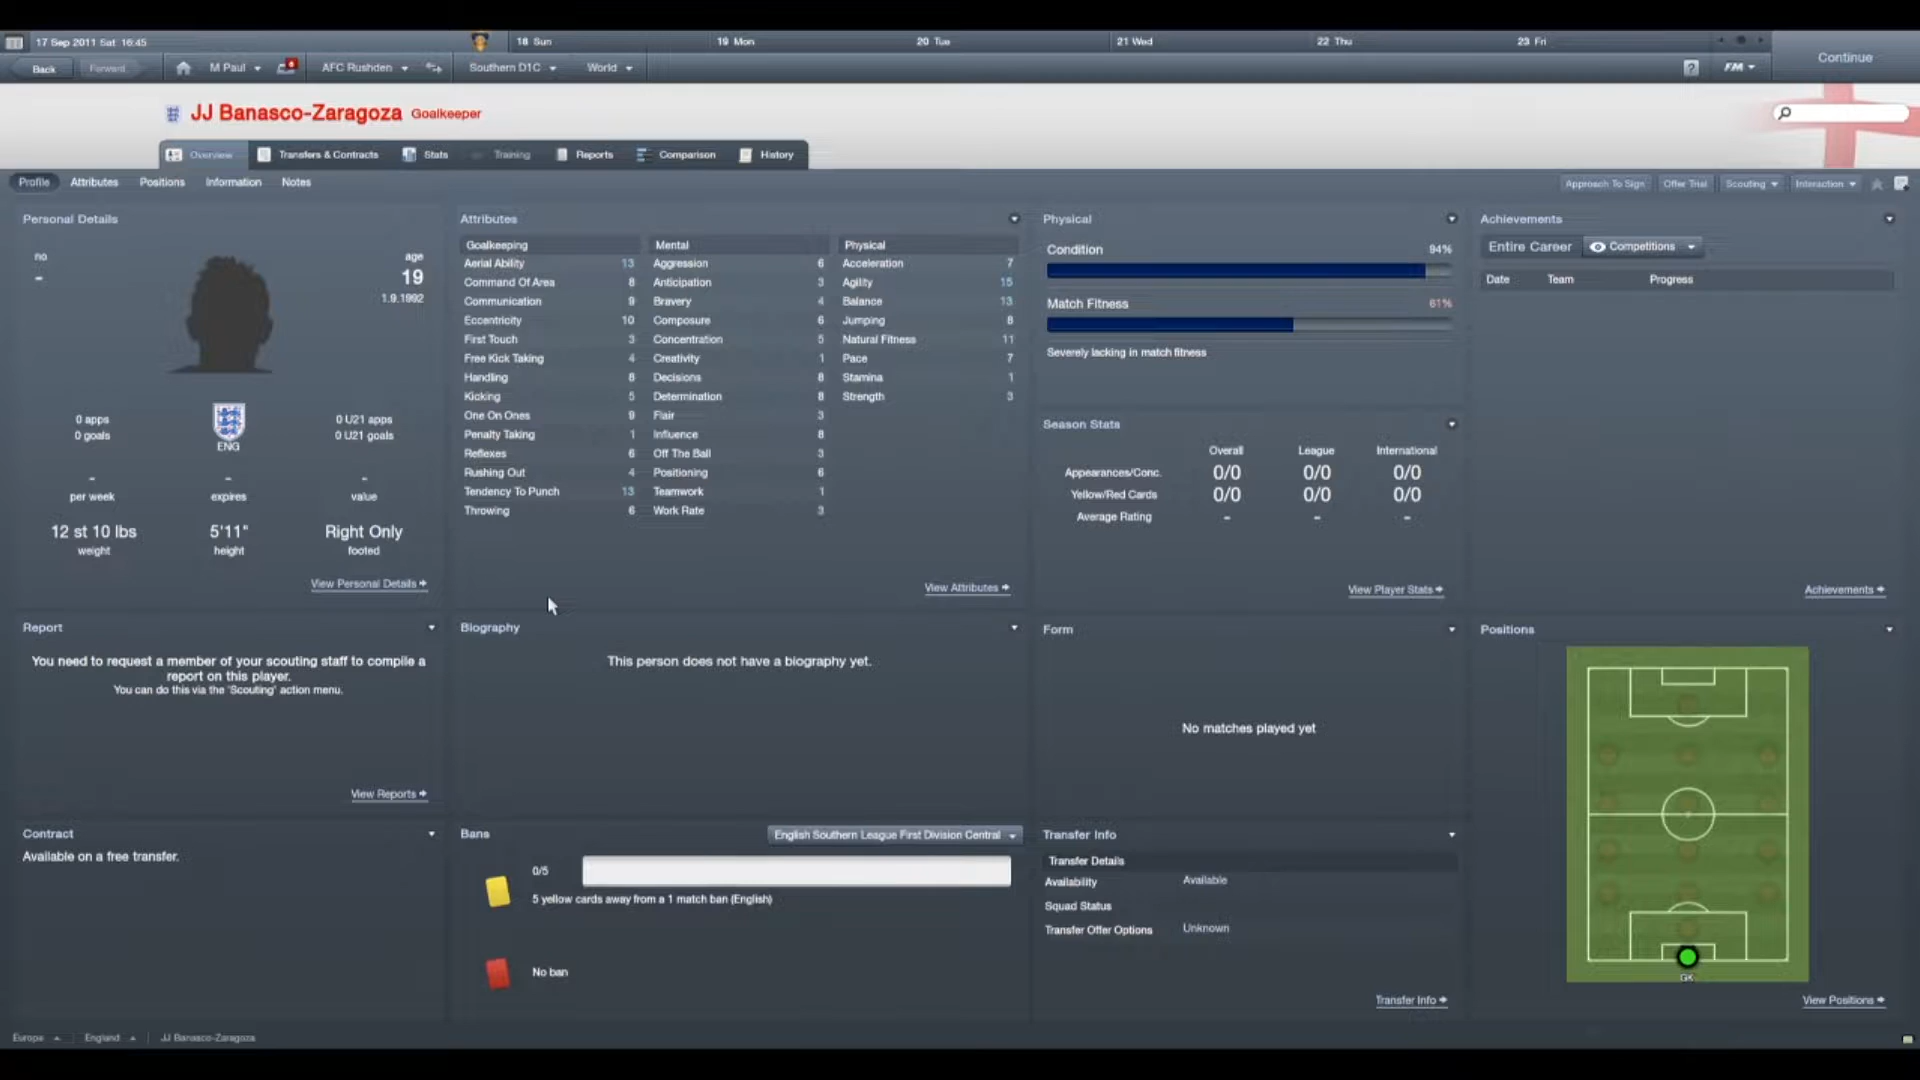 17 Sep 2011 Sat 16:45
18 Sun
19 Mon
20 Tue
21 Wed
22 Thu
23 Fri
Continue
Back
Forward
M Paul
AFC Rushden
Southern D1C
World
?
FM
JJ Banasco-Zaragoza Goalkeeper
Overview
Transfers & Contracts
Stats
Training
Reports
Comparison
History
Profile
Attributes
Positions
Information
Notes
Approach To Sign
Offer Trial
Scouting
Interaction
Personal Details
no
-
age
19
1.9.1992
0 apps
0 goals
ENG
0 U21 apps
0 U21 goals
-
per week
-
expires
-
value
12 st 10 lbs
weight
5'11"
height
Right Only
footed
View Personal Details
Attributes
Goalkeeping
Aerial Ability 13
Command Of Area 8
Communication 9
Eccentricity 10
First Touch 3
Free Kick Taking 4
Handling 8
Kicking 5
One On Ones 9
Penalty Taking 1
Reflexes 6
Rushing Out 4
Tendency To Punch 13
Throwing 6
Mental
Aggression 6
Anticipation 3
Bravery 4
Composure 6
Concentration 5
Creativity 1
Decisions 8
Determination 8
Flair 3
Influence 8
Off The Ball 3
Positioning 6
Teamwork 1
Work Rate 3
Physical
Acceleration 7
Agility 15
Balance 13
Jumping 8
Natural Fitness 11
Pace 7
Stamina 1
Strength 3
View Attributes
Physical
Condition 94%
Match Fitness 61%
Severely lacking in match fitness
Season Stats
Overall League International
Appearances/Conc. 0/0 0/0 0/0
Yellow/Red Cards 0/0 0/0 0/0
Average Rating - - -
View Player Stats
Achievements
Entire Career Competitions
Date Team Progress
Achievements
Report
You need to request a member of your scouting staff to compile a
report on this player.
You can do this via the 'Scouting' action menu.
View Reports
Biography
This person does not have a biography yet.
Form
No matches played yet
Positions
GK
View Positions
Contract
Available on a free transfer.
Bans
English Southern League First Division Central
0/5
5 yellow cards away from a 1 match ban (English)
No ban
Transfer Info
Transfer Details
Availability Available
Squad Status
Transfer Offer Options Unknown
Transfer Info
Europe
England
JJ Banasco-Zaragoza